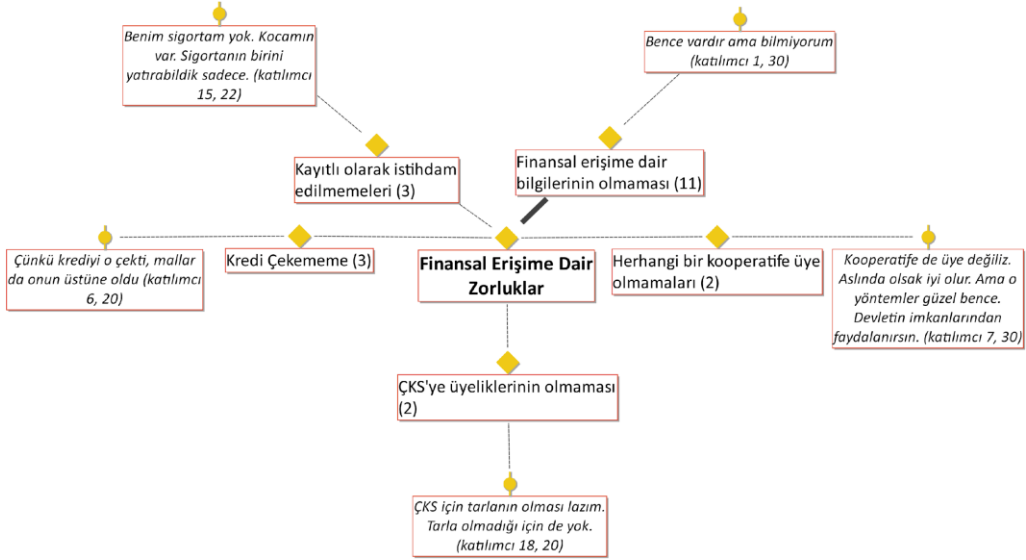 Benim sigortam yok. Kocamın
var. Sigortanın birini
yatırabildik sadece. (katılımcı
15, 22)
Bence vardır ama bilmiyorum
(katılımcı 1, 30)
Kayıtlı olarak istihdam
edilmemeleri (3)
Finansal erişime dair
bilgilerinin olmaması (11)
Çünkü krediyi o çekti, mallar
da onun üstüne oldu (katılımcı
6, 20)
Kredi Çekememe (3)
Finansal Erişime Dair
Zorluklar
Herhangi bir kooperatife üye
olmamaları (2)
Kooperatife de üye değiliz.
Aslında olsak iyi olur. Ama o
yöntemler güzel bence.
Devletin imkanlarından
faydalanırsın. (katılımcı 7, 30)
ÇKS'ye üyeliklerinin olmaması
(2)
ÇKS için tarlanın olması lazım.
Tarla olmadığı için de yok.
(katılımcı 18, 20)